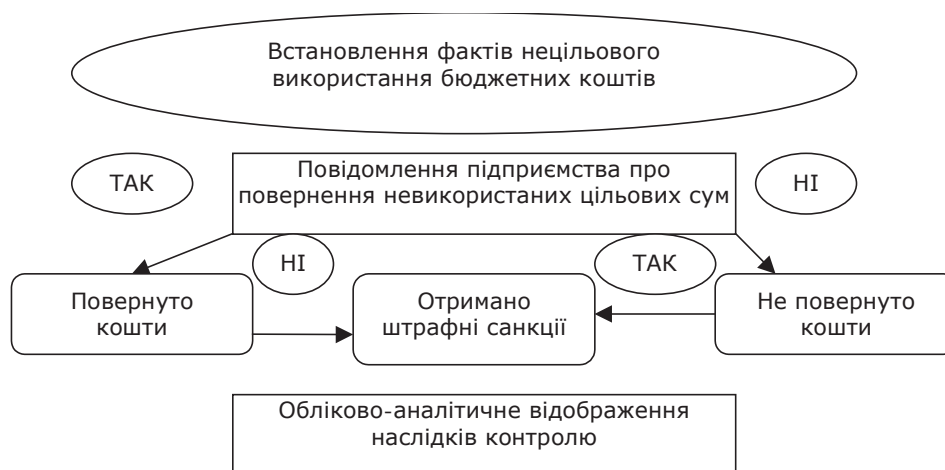 Встановлення фактів нецільового
використання бюджетних коштів
ТАК
Повідомлення підприємства про
повернення невикористаних цільових сум
НІ
НІ
ТАК
Повернуто
кошти
Отримано
штрафні санкції
Не повернуто
кошти
Обліково-аналітичне відображення
наслідків контролю